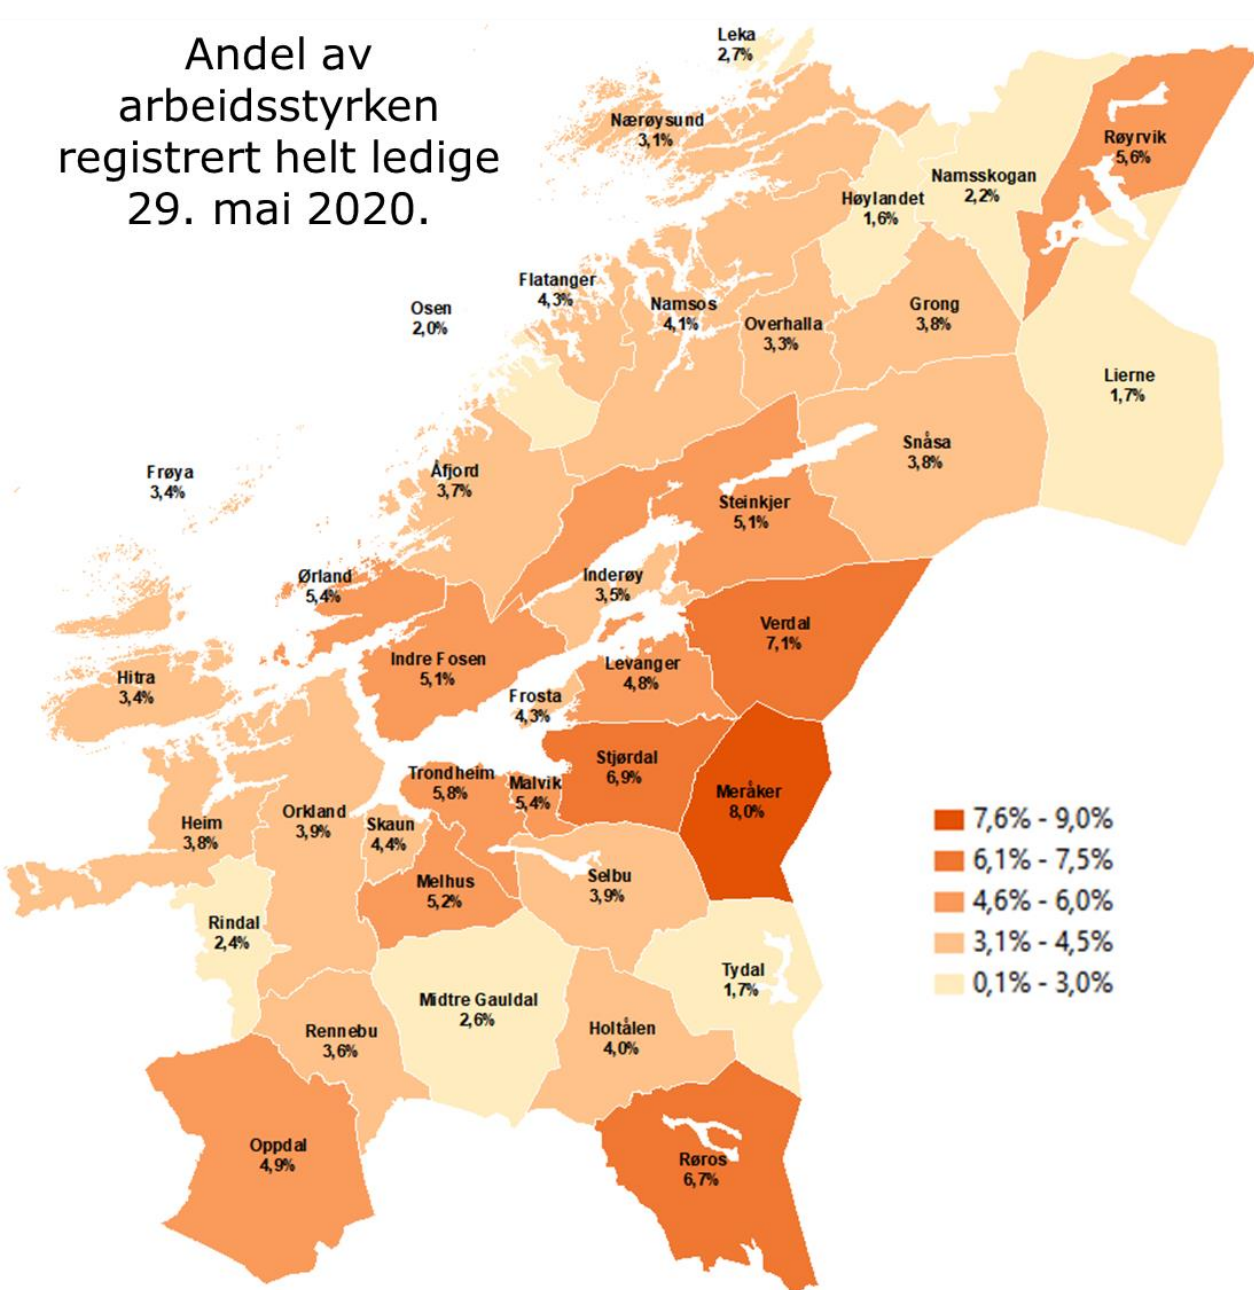 Andel av
arbeidsstyrken
registrert helt ledige
29. mai 2020.
Leka
2,7%
Nærøysund
3,1%
Røyrvik
5,6%
Namsskogan
2,2%
Høylandet
1,6%
Flatanger
4,3%
Osen
2,0%
Namsos
4,1%
Overhalla
3,3%
Grong
3,8%
Lierne
1,7%
Snåsa
3,8%
Frøya
3,4%
Åfjord
3,7%
Steinkjer
5,1%
Ørland
5,4%
Inderøy
3,5%
Verdal
7,1%
Indre Fosen
5,1%
Levanger
4,8%
Hitra
3,4%
Frosta
4,3%
Stjørdal
6,9%
Trondheim
5,8%
Malvik
5,4%
Meråker
8,0%
Orkland
3,9%
Skaun
4,4%
Heim
3,8%
Melhus
5,2%
Selbu
3,9%
Rindal
2,4%
Tydal
1,7%
Midtre Gauldal
2,6%
Rennebu
3,6%
Holtålen
4,0%
Oppdal
4,9%
Røros
6,7%
7,6% - 9,0%
6,1% - 7,5%
4,6% - 6,0%
3,1% - 4,5%
0,1% - 3,0%